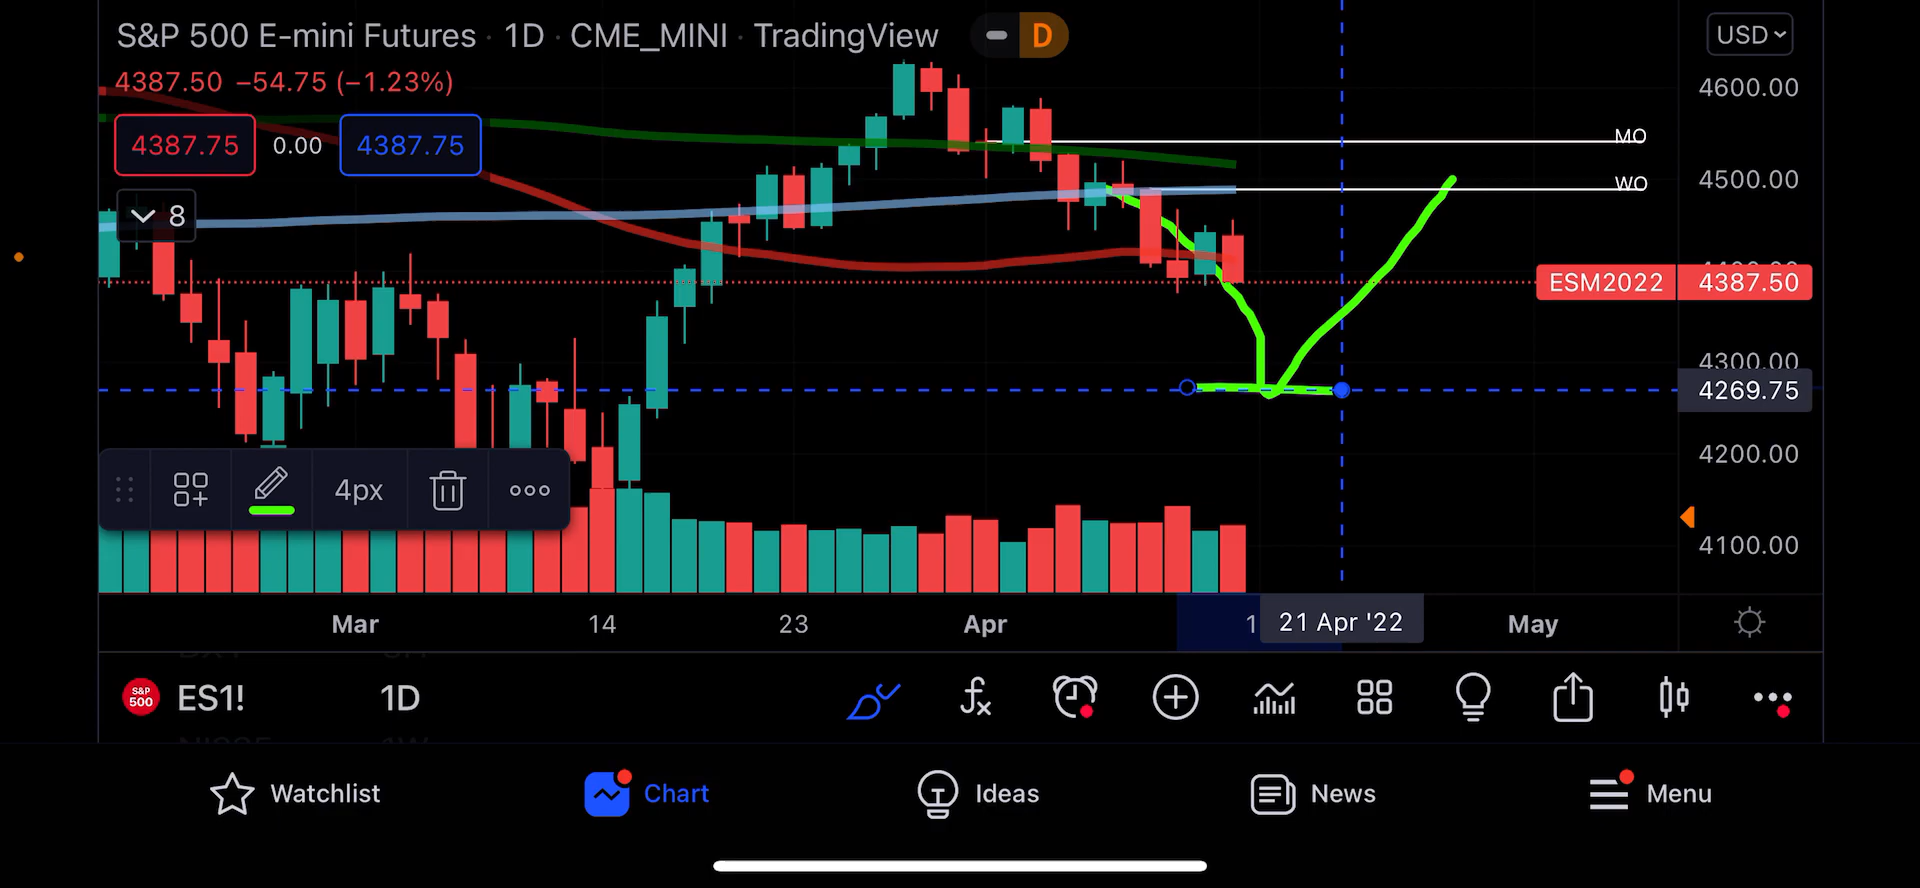 S&P 500 E-mini Futures · 1D · CME_MINI · TradingView D USD
4387.50 −54.75 (−1.23%)
4387.75 0.00 4387.75
8
4600.00
MO
4500.00
WO
ESM2022 4387.50
4300.00
4269.75
4200.00
4px
4100.00
Mar 14 23 Apr 1 21 Apr '22 May
S&P 500 ES1! 1D
Watchlist Chart Ideas News Menu